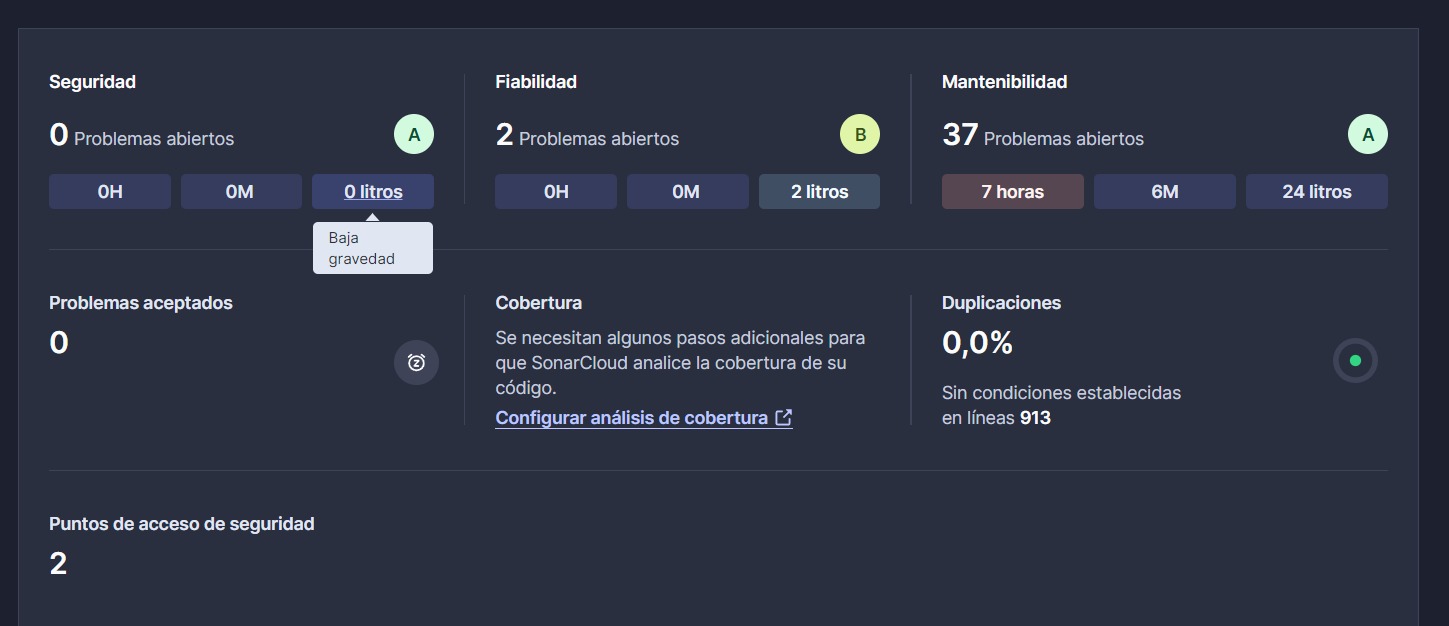 Seguridad
0 Problemas abiertos
A
0H
0M
0 litros
Baja
gravedad
Fiabilidad
2 Problemas abiertos
B
0H
0M
2 litros
Mantenibilidad
37 Problemas abiertos
A
7 horas
6M
24 litros
Problemas aceptados
0
z
Cobertura
Se necesitan algunos pasos adicionales para
que SonarCloud analice la cobertura de su
código.
Configurar análisis de cobertura
Duplicaciones
0,0%
Sin condiciones establecidas
en líneas 913
Puntos de acceso de seguridad
2